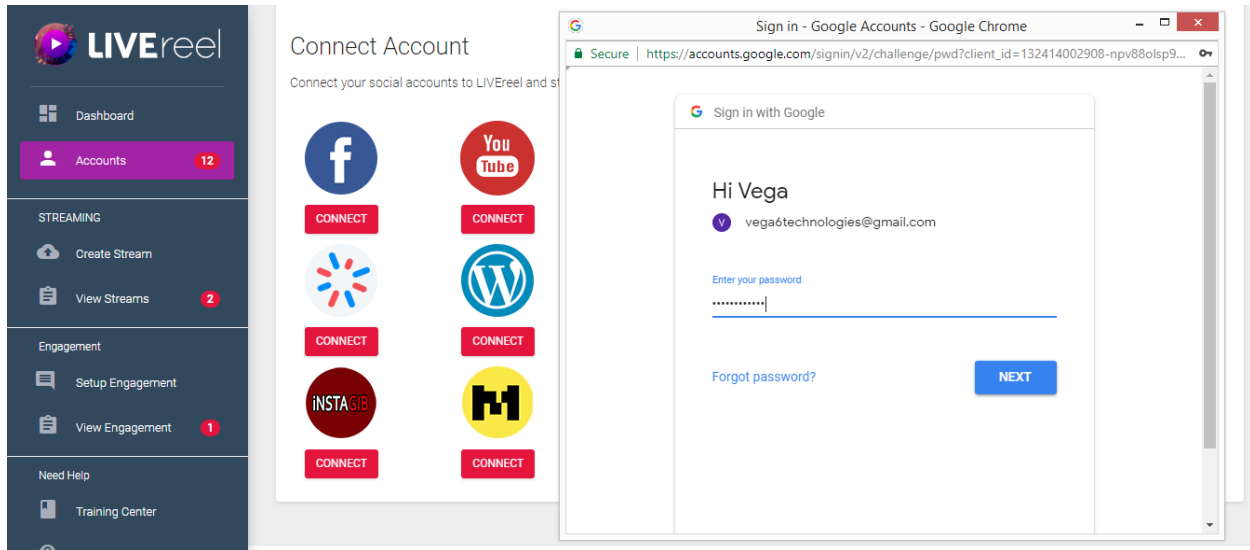 LIVEreel
Dashboard
Accounts 12
STREAMING
Create Stream
View Streams 2
Engagement
Setup Engagement
View Engagement 1
Need Help
Training Center
Connect Account
Connect your social accounts to LIVEreel and st
f
You
Tube
CONNECT CONNECT
W
CONNECT CONNECT
iNSTAGIB
M
CONNECT CONNECT
G Sign in - Google Accounts - Google Chrome
Secure | https://accounts.google.com/signin/v2/challenge/pwd?client_id=132414002908-npv88olsp9...
G Sign in with Google
Hi Vega
V vega6technologies@gmail.com
Enter your password
••••••••••••
Forgot password? NEXT